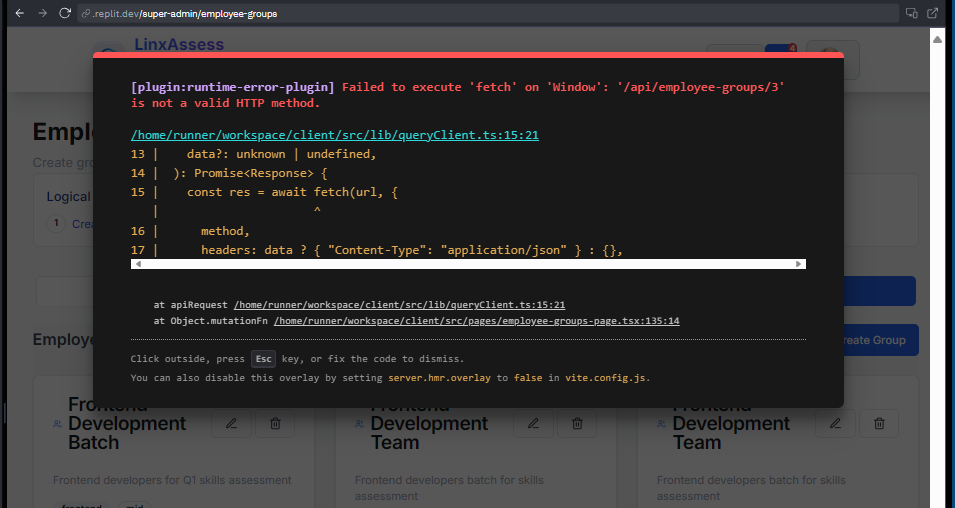 .replit.dev/super-admin/employee-groups
LinxAssess
4
[plugin:runtime-error-plugin] Failed to execute 'fetch' on 'Window': '/api/employee-groups/3'
is not a valid HTTP method.
/home/runner/workspace/client/src/lib/queryClient.ts:15:21
13 |    data?: unknown | undefined,
14 |  ): Promise<Response> {
15 |    const res = await fetch(url, {
|                      ^
16 |      method,
17 |      headers: data ? { "Content-Type": "application/json" } : {},
at apiRequest /home/runner/workspace/client/src/lib/queryClient.ts:15:21
at Object.mutationFn /home/runner/workspace/client/src/pages/employee-groups-page.tsx:135:14
Click outside, press Esc key, or fix the code to dismiss.
You can also disable this overlay by setting server.hmr.overlay to false in vite.config.js.
Empl
Create gro
Logical
1 Crea
Employe
reate Group
Frontend
Development
Batch
Frontend developers for Q1 skills assessment
frontend mid
Frontend
Development
Team
Frontend developers batch for skills
assessment
Frontend
Development
Team
Frontend developers batch for skills
assessment